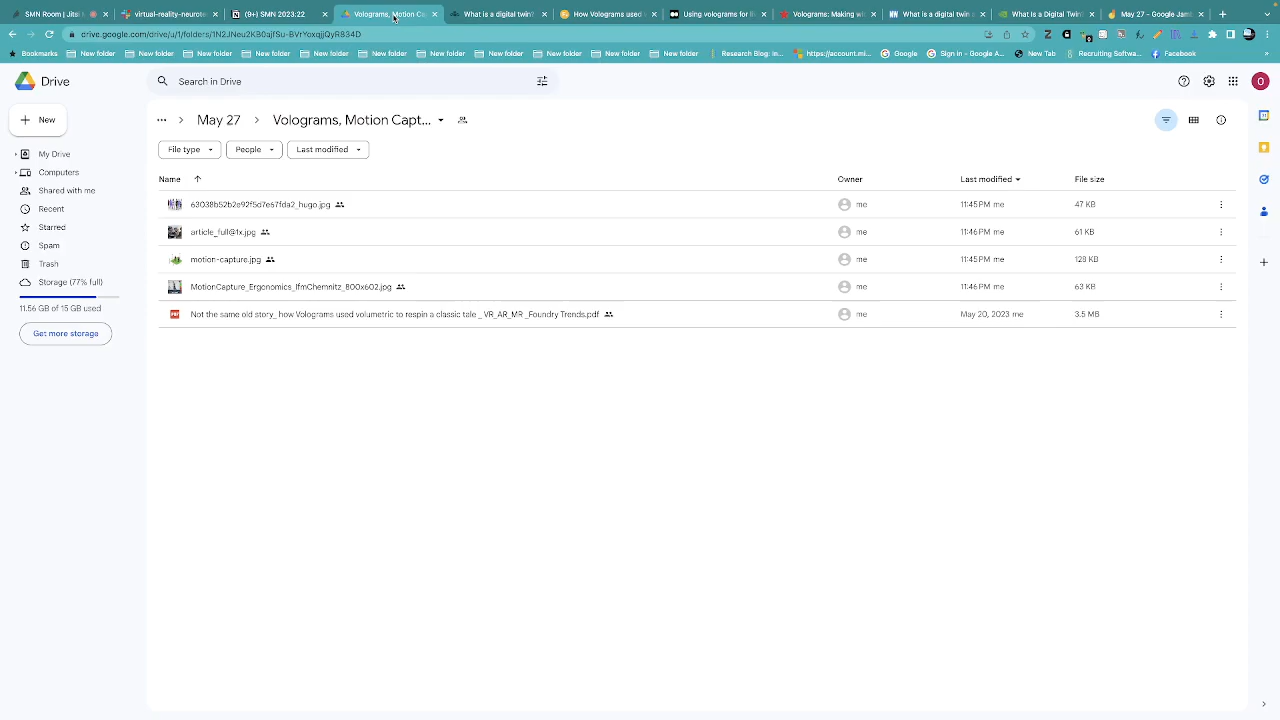 SMN Room | Jitsi
virtual-reality-neurote
(9+) SMN 2023:22
Volograms, Motion Ca
What is a digital twin?
How Volograms used
Using volograms for
Volograms: Making
What is a digital twin
What Is a Digital Twin
May 27 - Google Jam
drive.google.com/drive/u/1/folders/
Bookmarks New folder New folder New folder New folder New folder New folder New folder New folder New folder New folder New folder Research Blog: In... https://account.mi... Google Sign in - Google A... New Tab Recruiting Softwa... Facebook »
Drive
Search in Drive
O
New
... > May 27 > Volograms, Motion Capt...
File type People Last modified
My Drive
Computers
Shared with me
Recent
Starred
Spam
Trash
Storage (77% full)
11.56 GB of 15 GB used
Get more storage
Name Owner Last modified File size
63038b52b2e92f5d7e67fda2_hugo.jpg me 11:45 PM me 47 KB
article_full@1x.jpg me 11:46 PM me 61 KB
motion-capture.jpg me 11:45 PM me 128 KB
MotionCapture_Ergonomics_IfmChemnitz_800x602.jpg me 11:46 PM me 63 KB
Not the same old story_ how Volograms used volumetric to respin a classic tale _ VR_AR_MR _Foundry Trends.pdf me May 20, 2023 me 3.5 MB